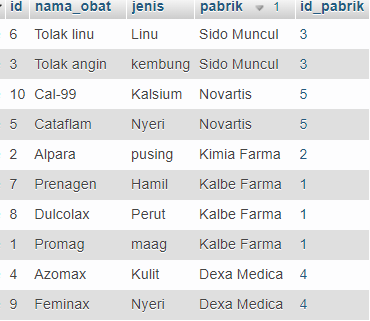 id nama_obat jenis pabrik 1 id_pabrik
6 Tolak linu Linu Sido Muncul 3
3 Tolak angin kembung Sido Muncul 3
10 Cal-99 Kalsium Novartis 5
5 Cataflam Nyeri Novartis 5
2 Alpara pusing Kimia Farma 2
7 Prenagen Hamil Kalbe Farma 1
8 Dulcolax Perut Kalbe Farma 1
1 Promag maag Kalbe Farma 1
4 Azomax Kulit Dexa Medica 4
9 Feminax Nyeri Dexa Medica 4